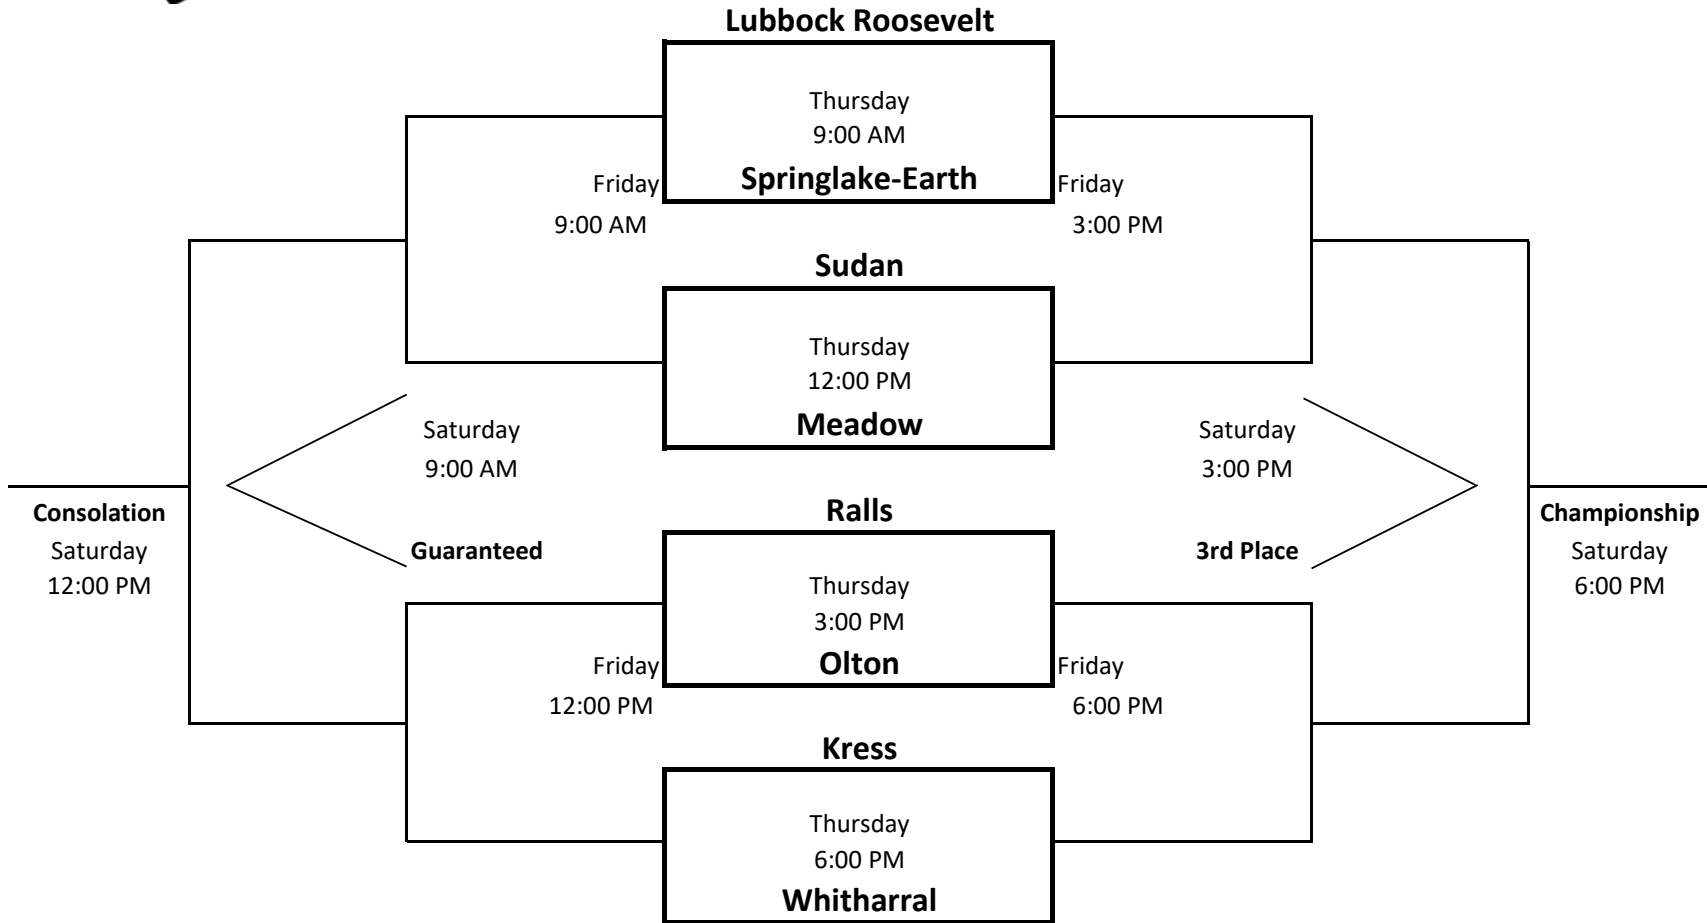 Lubbock Roosevelt
Thursday
9:00 AM
Springlake-Earth
Friday
9:00 AM
Friday
3:00 PM
Sudan
Thursday
12:00 PM
Meadow
Saturday
9:00 AM
Guaranteed
Saturday
3:00 PM
3rd Place
Consolation
Saturday
12:00 PM
Championship
Saturday
6:00 PM
Ralls
Thursday
3:00 PM
Olton
Friday
12:00 PM
Friday
6:00 PM
Kress
Thursday
6:00 PM
Whitharral